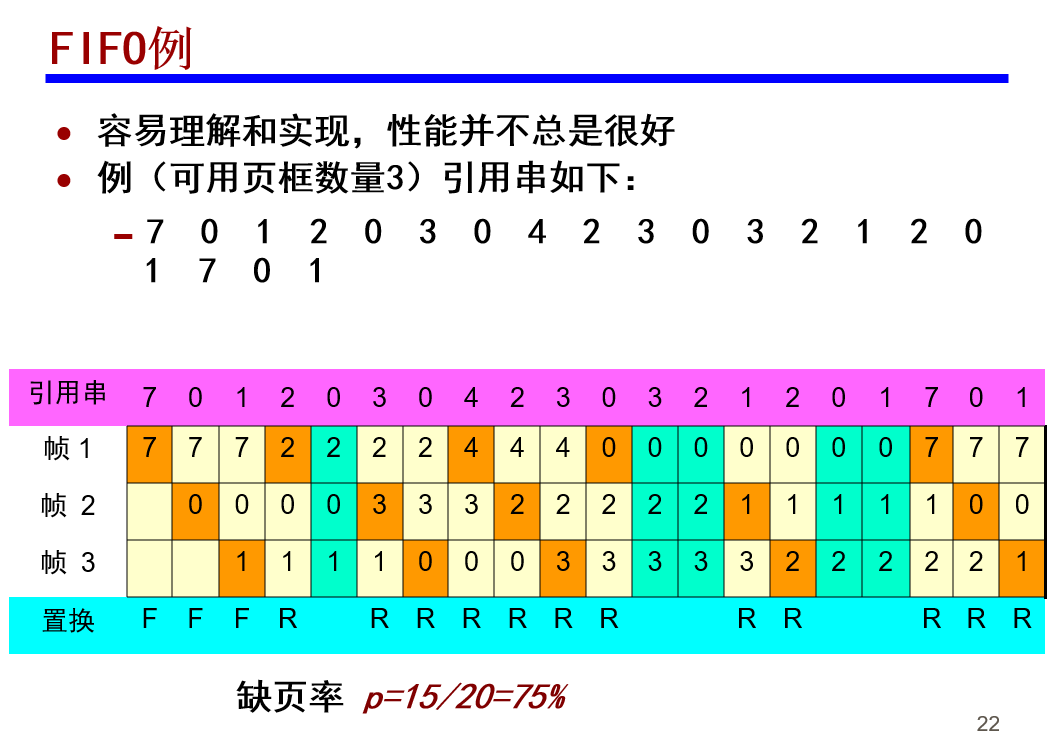 FIFO例
• 容易理解和实现，性能并不总是很好
• 例（可用页框数量3）引用串如下：
– 7 0 1 2 0 3 0 4 2 3 0 3 2 1 2 0
1 7 0 1
引用串 7 0 1 2 0 3 0 4 2 3 0 3 2 1 2 0 1 7 0 1
帧 1 7 7 7 2 2 2 2 4 4 4 0 0 0 0 0 0 0 7 7 7
帧 2 0 0 0 0 3 3 3 2 2 2 2 2 1 1 1 1 1 0 0
帧 3 1 1 1 1 0 0 0 3 3 3 3 3 2 2 2 2 2 1
置换 F F F R R R R R R R R R R R R
缺页率 p=15/20=75%
22